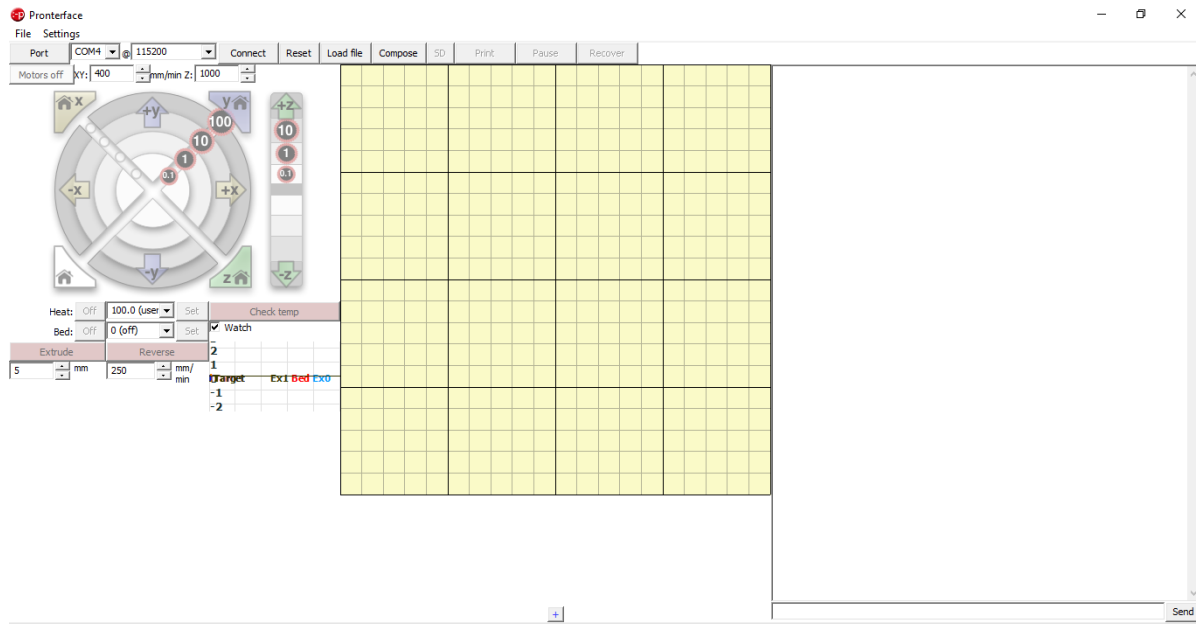 Pronterface
File Settings
Port COM4 @ 115200 Connect Reset Load file Compose SD Print Pause Recover
Motors off XY: 400 mm/min Z: 1000
x +y y +z
100 10
10 1
1 0.1
0.1
-x +x
-y z -z
Heat: Off 100.0 (user Set Check temp
Bed: Off 0 (off) Set Watch
Extrude Reverse
5 mm 250 mm/
min
2
1
Target Ex1 Bed Ex0
-1
-2
+
Send